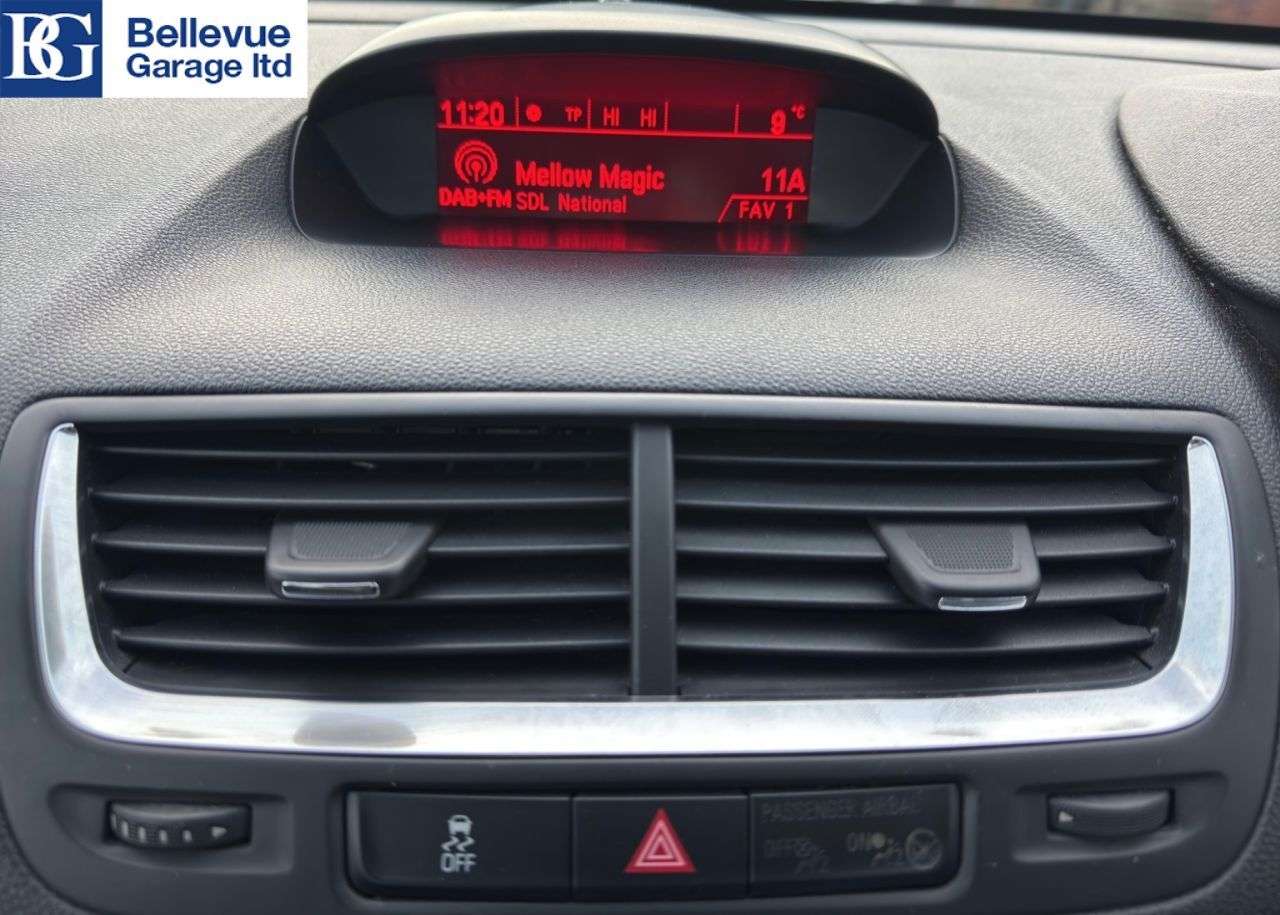 BG Bellevue
Garage ltd
11:20 TP HI HI 9 °C
Mellow Magic 11A
DAB+FM SDL National FAV 1
OFF
PASSENGER AIRBAG
OFF ON